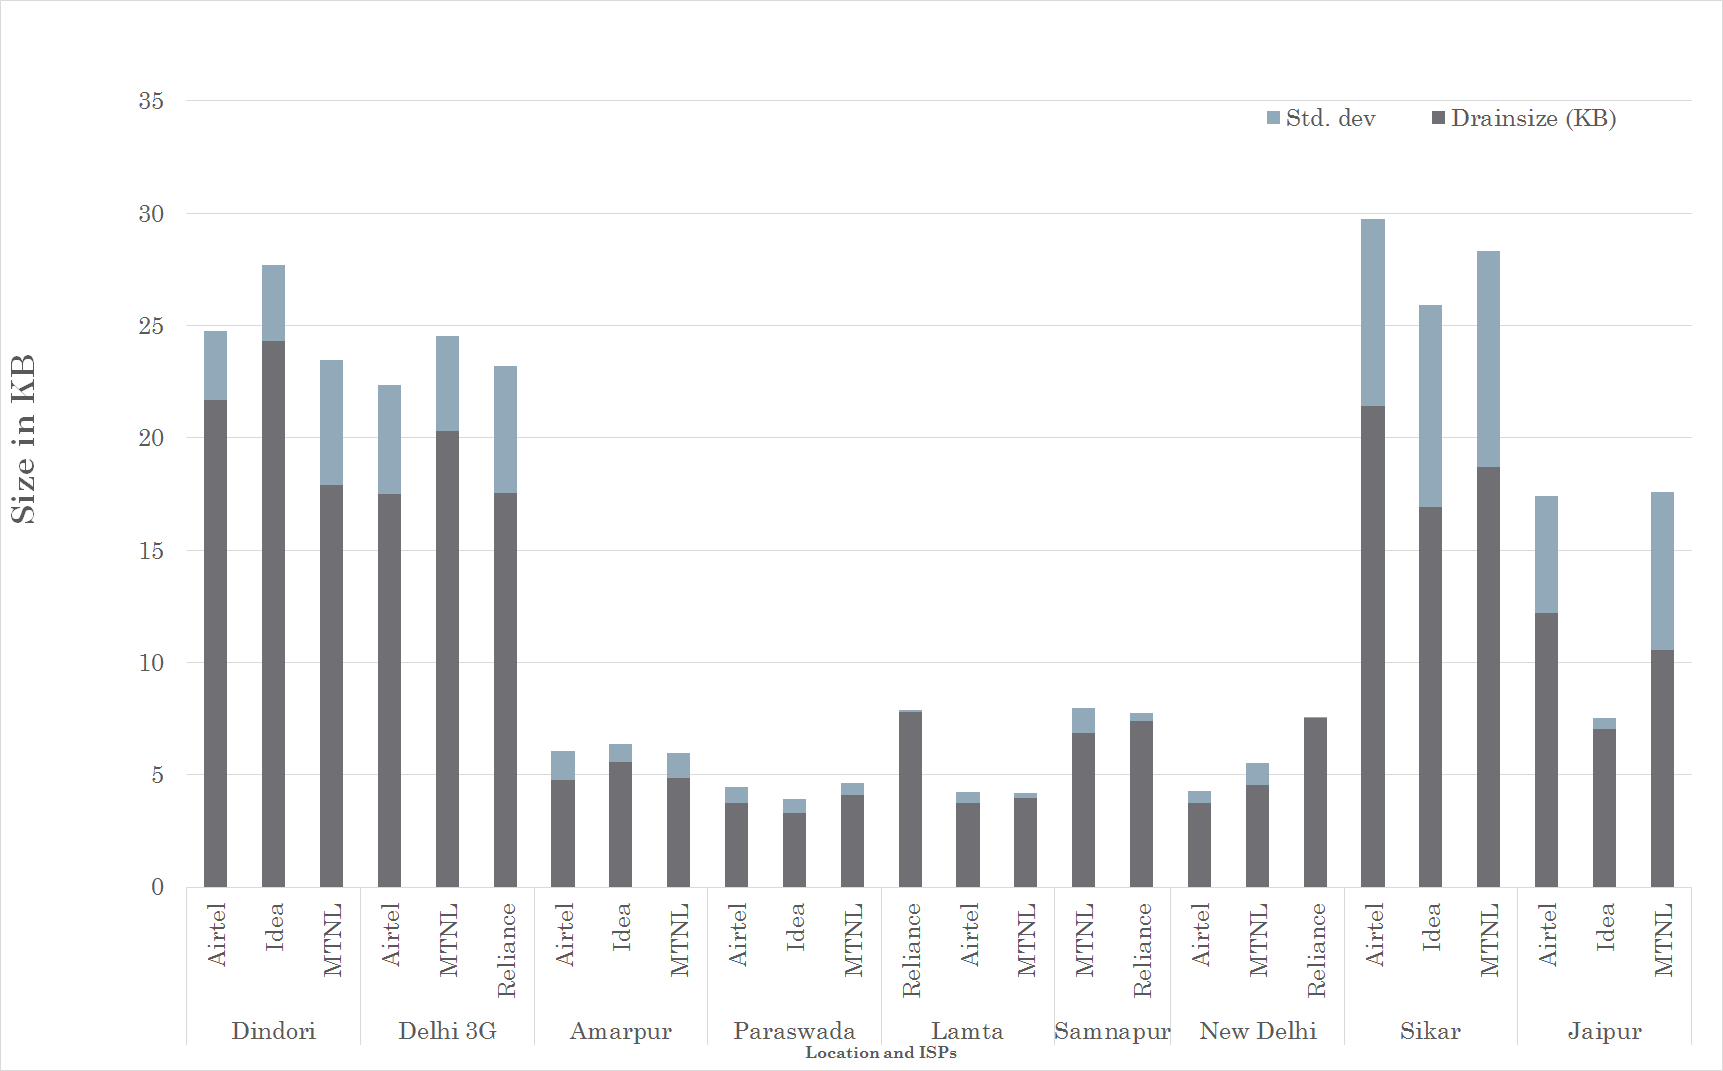 35
Std. dev Drainsize (KB)
30
25
20
15
10
5
0
Size in KB
Airtel Idea MTNL Airtel MTNL Reliance Airtel Idea MTNL Airtel Idea MTNL Reliance Airtel MTNL MTNL Reliance Airtel MTNL Reliance Airtel Idea MTNL Airtel Idea MTNL
Dindori Delhi 3G Amarpur Paraswada Lamta Samnapur New Delhi Sikar Jaipur
Location and ISPs